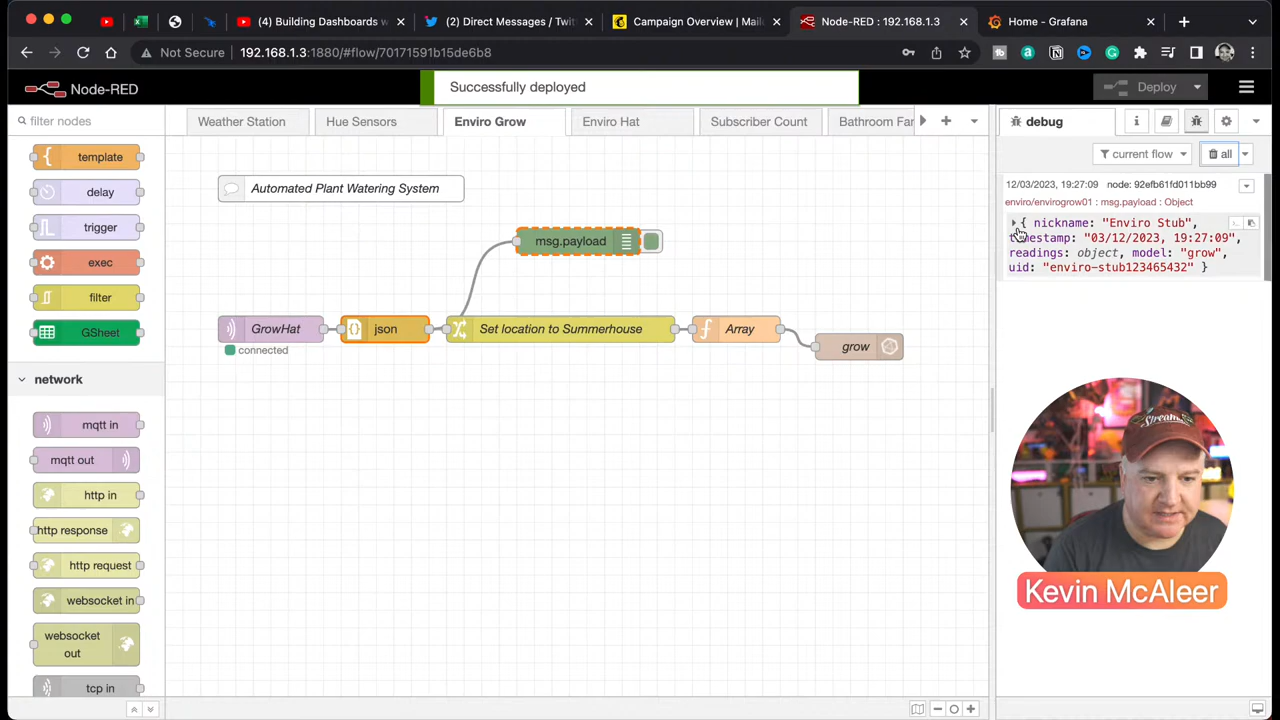 (4) Building Dashboards w
(2) Direct Messages / Twit
Campaign Overview | Mail
Node-RED : 192.168.1.3
Home - Grafana
Not Secure
192.168.1.3:1880/#flow/70171591b15de6b8
Node-RED
Successfully deployed
Deploy
filter nodes
Weather Station
Hue Sensors
Enviro Grow
Enviro Hat
Subscriber Count
Bathroom Fan
debug
current flow
all
template
delay
trigger
exec
filter
GSheet
network
mqtt in
mqtt out
http in
http response
http request
websocket in
websocket
out
tcp in
Automated Plant Watering System
msg.payload
GrowHat
json
Set location to Summerhouse
Array
grow
connected
12/03/2023, 19:27:09 node: 92efb61fd011bb99
enviro/envirogrow01 : msg.payload : Object
{ nickname: "Enviro Stub",
timestamp: "03/12/2023, 19:27:09",
readings: object, model: "grow",
uid: "enviro-stub123465432" }
Kevin McAleer